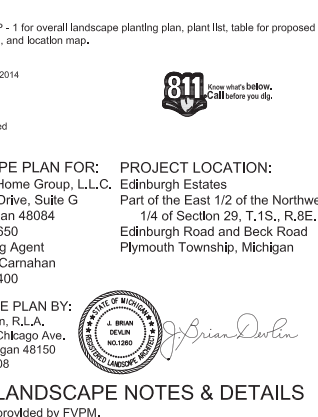 P - 1 for overall landscape planting plan, plant list, table for proposed
, and location map.
2014
811 Know what's below.
Call before you dig.
PE PLAN FOR:
Home Group, L.L.C.
Drive, Suite G
an 48084
650
g Agent
Carnahan
400
PROJECT LOCATION:
Edinburgh Estates
Part of the East 1/2 of the Northwe
1/4 of Section 29, T.1S., R.8E.
Edinburgh Road and Beck Road
Plymouth Township, Michigan
E PLAN BY:
n, R.L.A.
Chicago Ave.
gan 48150
08
STATE OF MICHIGAN
J. BRIAN
DEVLIN
NO.1260
REGISTERED LANDSCAPE ARCHITECT
J. Brian Devlin
LANDSCAPE NOTES & DETAILS
provided by FVPM.